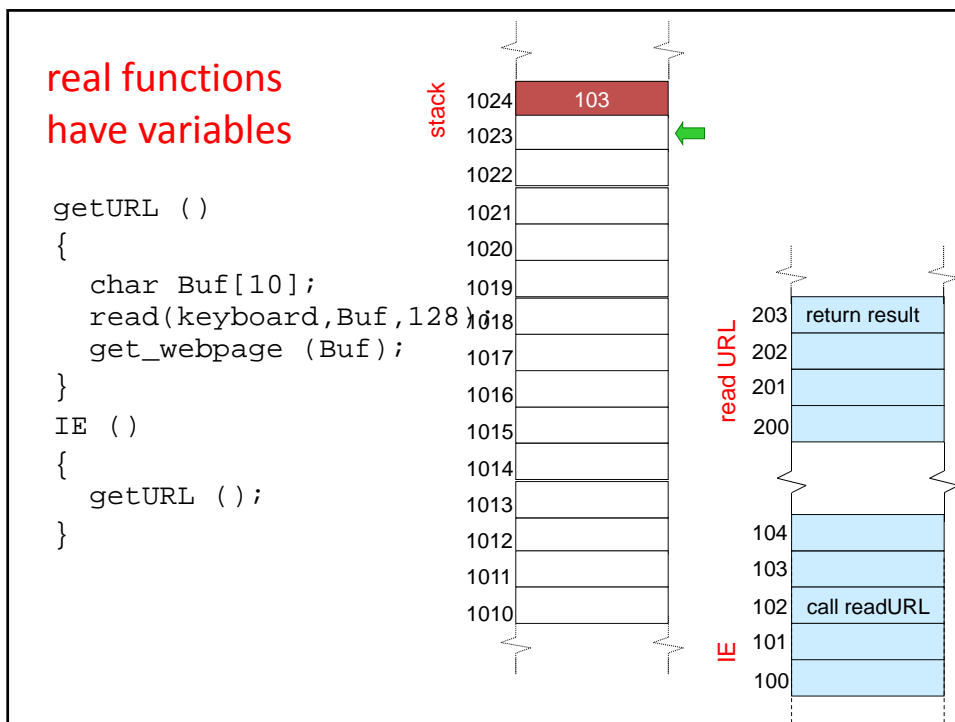 real functions
have variables
getURL ()
{
char Buf[10];
read(keyboard,Buf,128);
get_webpage (Buf);
}
IE ()
{
getURL ();
}
stack
1024 103
1023
1022
1021
1020
1019
1018
1017
1016
1015
1014
1013
1012
1011
1010
read URL
203 return result
202
201
200
IE
104
103
102 call readURL
101
100